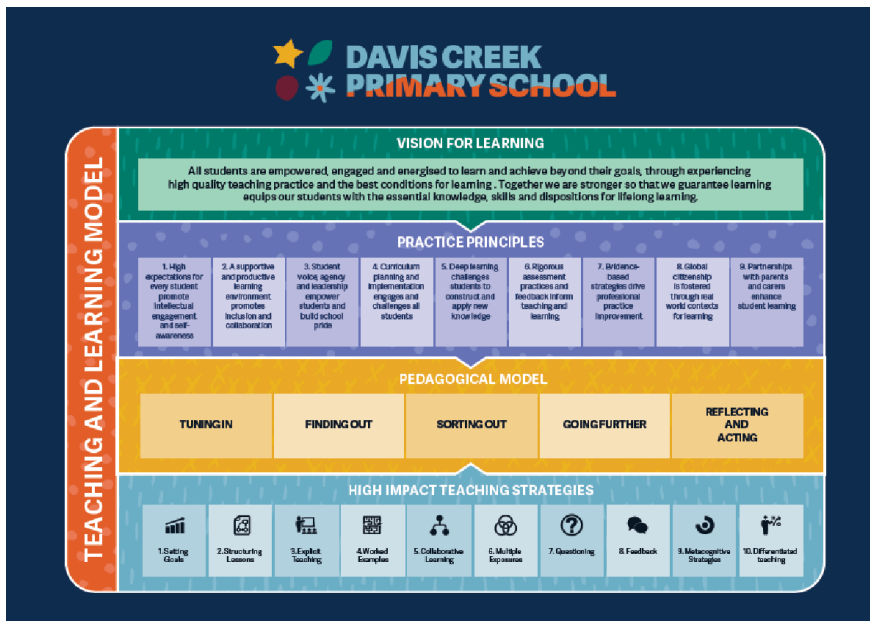 DAVIS CREEK
PRIMARY SCHOOL
TEACHING AND LEARNING MODEL
VISION FOR LEARNING
All students are empowered, engaged and energised to learn and achieve beyond their goals, through experiencing
high quality teaching practice and the best conditions for learning . Together we are stronger so that we guarantee learning
equips our students with the essential knowledge, skills and dispositions for lifelong learning.
PRACTICE PRINCIPLES
1. High
expectations for
every student
promote
intellectual
engagement
and self-
awareness
2. A supportive
and productive
learning
environment
promotes
inclusion and
collaboration
3. Student
voice, agency
and leadership
empower
students and
build school
pride
4. Curriculum
planning and
implementation
engages and
challenges all
students
5. Deep learning
challenges
students to
construct and
apply new
knowledge
6. Rigorous
assessment
practices and
feedback inform
teaching and
learning
7. Evidence-
based
strategies drive
professional
practice
improvement
8. Global
citizenship
is fostered
through real
world contexts
for learning
9. Partnerships
with parents
and carers
enhance
student learning
PEDAGOGICAL MODEL
TUNING IN
FINDING OUT
SORTING OUT
GOING FURTHER
REFLECTING
AND
ACTING
HIGH IMPACT TEACHING STRATEGIES
1. Setting
Goals
2. Structuring
Lessons
3. Explicit
Teaching
4. Worked
Examples
5. Collaborative
Learning
6. Multiple
Exposures
7. Questioning
8. Feedback
9. Metacognitive
Strategies
10. Differentiated
teaching